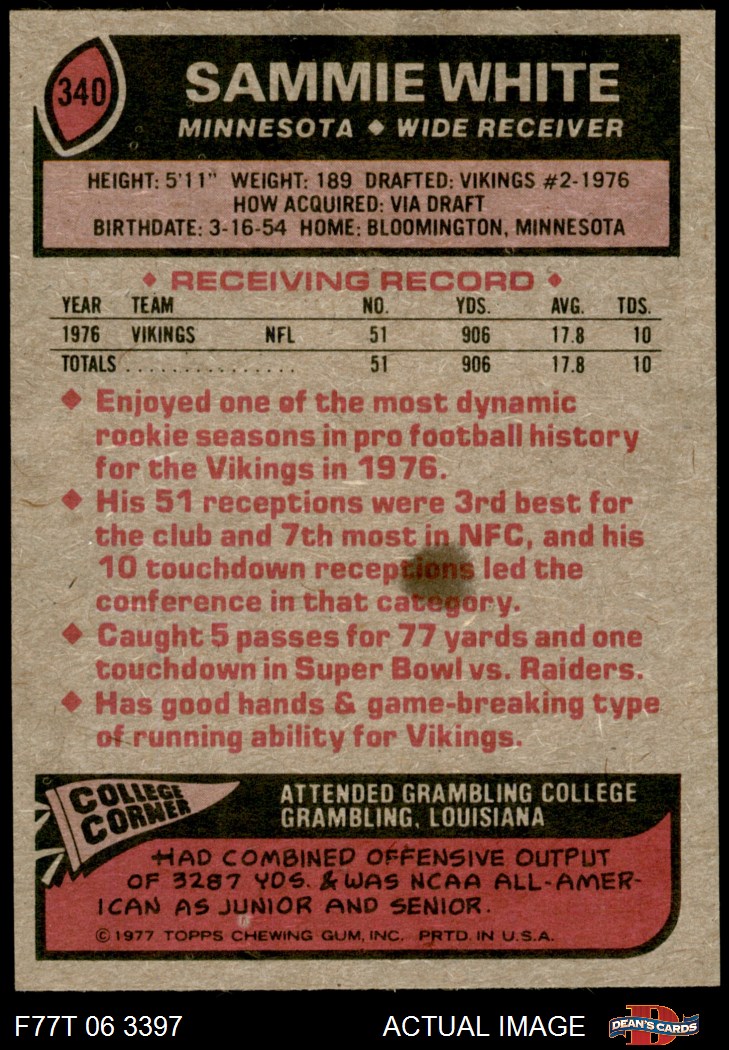 340
SAMMIE WHITE
MINNESOTA ♦ WIDE RECEIVER
HEIGHT: 5'11" WEIGHT: 189 DRAFTED: VIKINGS #2-1976
HOW ACQUIRED: VIA DRAFT
BIRTHDATE: 3-16-54 HOME: BLOOMINGTON, MINNESOTA
♦ RECEIVING RECORD ♦
YEAR TEAM NO. YDS. AVG. TDS.
1976 VIKINGS NFL 51 906 17.8 10
TOTALS . . . . . . . . . . . . . . . 51 906 17.8 10
♦ Enjoyed one of the most dynamic
rookie seasons in pro football history
for the Vikings in 1976.
♦ His 51 receptions were 3rd best for
the club and 7th most in NFC, and his
10 touchdown receptions led the
conference in that category.
♦ Caught 5 passes for 77 yards and one
touchdown in Super Bowl vs. Raiders.
♦ Has good hands & game-breaking type
of running ability for Vikings.
COLLEGE
CORNER
ATTENDED GRAMBLING COLLEGE
GRAMBLING, LOUISIANA
HAD COMBINED OFFENSIVE OUTPUT
OF 3287 YDS. & WAS NCAA ALL-AMER-
ICAN AS JUNIOR AND SENIOR.
© 1977 TOPPS CHEWING GUM, INC. PRTD. IN U.S.A.
F77T 06 3397 ACTUAL IMAGE DEAN'S CARDS